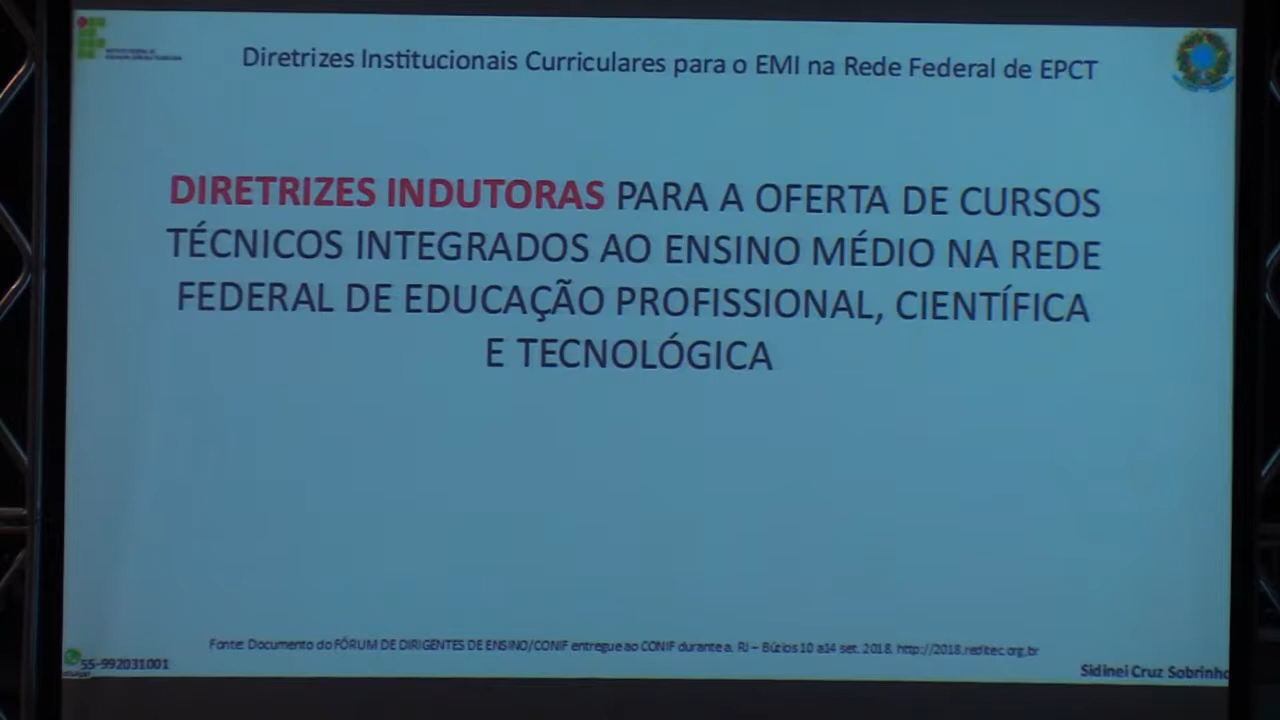 Diretrizes Institucionais Curriculares para o EMI na Rede Federal de EPCT
DIRETRIZES INDUTORAS PARA A OFERTA DE CURSOS
TÉCNICOS INTEGRADOS AO ENSINO MÉDIO NA REDE
FEDERAL DE EDUCAÇÃO PROFISSIONAL, CIENTÍFICA
E TECNOLÓGICA
Fonte: Documento do FÓRUM DE DIRIGENTES DE ENSINO/CONIF entregue ao CONIF durante a, RJ – Búzios 10 a14 set. 2018. http://2018.reditec.org.br
55-992031001
Sidinei Cruz Sobrinho